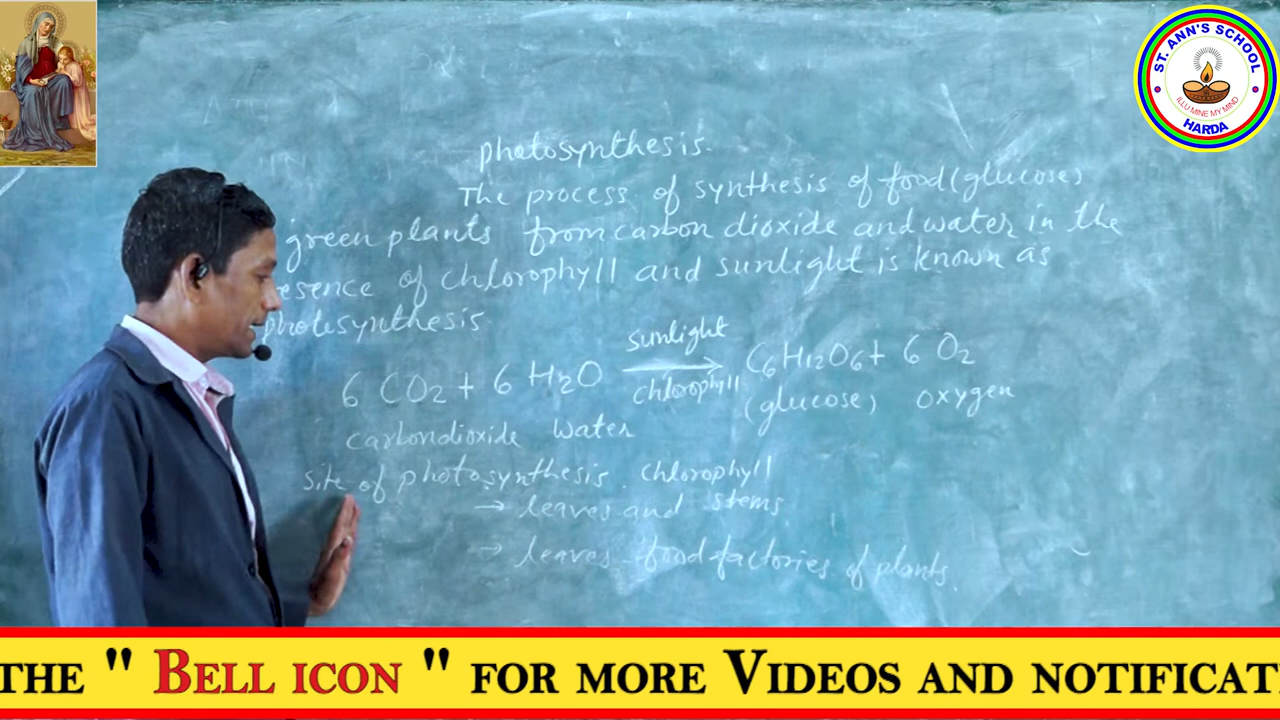 ST. ANN'S SCHOOL
ILLUMINE MY MIND
HARDA
photosynthesis.
The process of synthesis of food (glucose)
green plants from carbon dioxide and water in the
esence of chlorophyll and sunlight is known as
photosynthesis.
sunlight
6 CO2 + 6 H2O → C6H12O6 + 6 O2
chlorophyll
(glucose) oxygen
carbondioxide water
site of photosynthesis. chlorophyll
→ leaves and stems.
→ leaves - food factories of plants.
THE " BELL ICON " FOR MORE VIDEOS AND NOTIFICAT